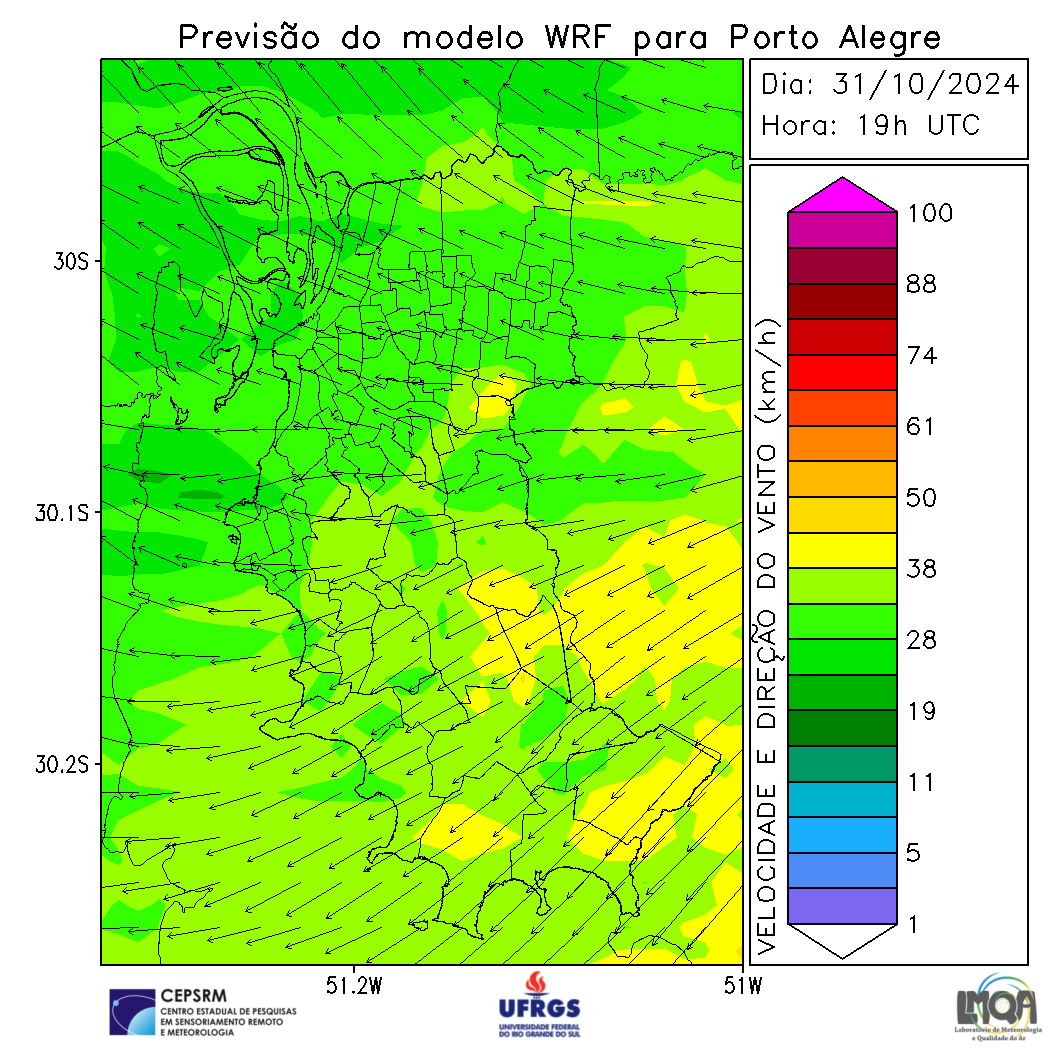 Previsão do modelo WRF para Porto Alegre
Dia: 31/10/2024
Hora: 19h UTC
30S
30.1S
30.2S
51.2W
51W
VELOCIDADE E DIREÇÃO DO VENTO (km/h)
100
88
74
61
50
38
28
19
11
5
1
CEPSRM
CENTRO ESTADUAL DE PESQUISAS
EM SENSORIAMENTO REMOTO
E METEOROLOGIA
UFRGS
UNIVERSIDADE FEDERAL
DO RIO GRANDE DO SUL
LMQA
Laboratório de Meteorologia
e Qualidade do Ar